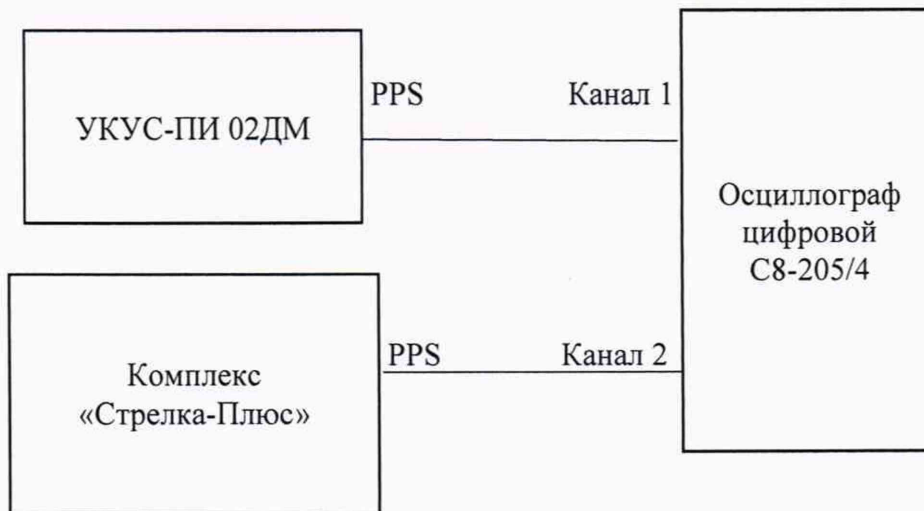 УКУС-ПИ 02ДМ
PPS
Канал 1
Осциллограф
цифровой
С8-205/4
Комплекс
«Стрелка-Плюс»
PPS
Канал 2